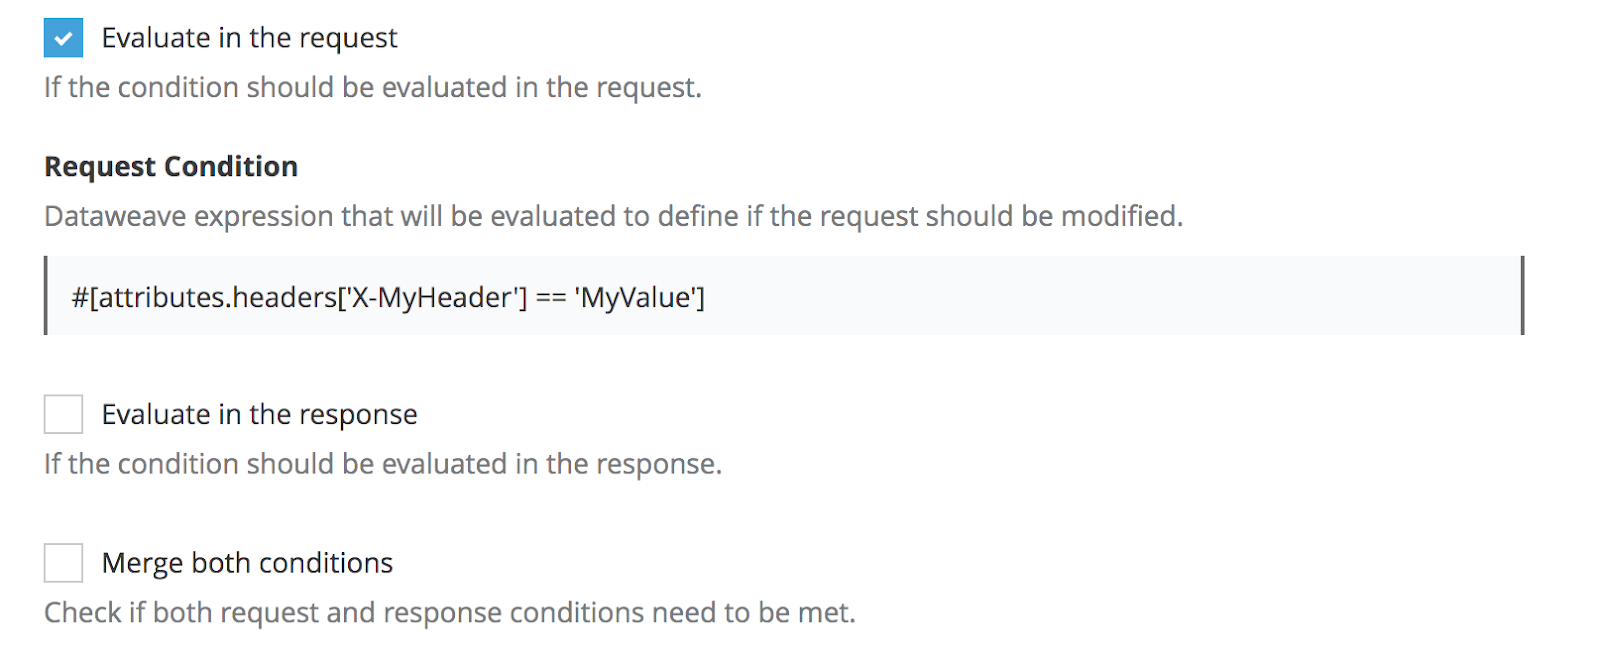 Evaluate in the request
If the condition should be evaluated in the request.
Request Condition
Dataweave expression that will be evaluated to define if the request should be modified.
#[attributes.headers['X-MyHeader'] == 'MyValue']
Evaluate in the response
If the condition should be evaluated in the response.
Merge both conditions
Check if both request and response conditions need to be met.